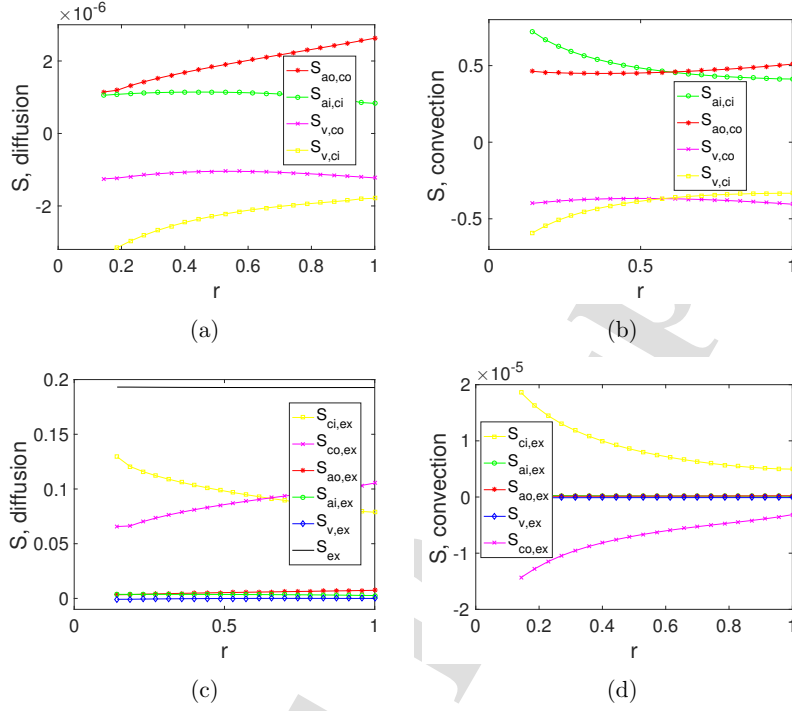 ×10⁻⁶
S, diffusion
2
0
-2
0
0.2
0.4
0.6
0.8
1
r
S_ao,co
S_ai,ci
S_v,co
S_v,ci
(a)
S, convection
0.5
0
-0.5
0
0.5
1
r
S_ai,ci
S_ao,co
S_v,co
S_v,ci
(b)
S, diffusion
0.2
0.15
0.1
0.05
0
0
0.5
1
r
S_ci,ex
S_co,ex
S_ao,ex
S_ai,ex
S_v,ex
S_ex
(c)
×10⁻⁵
S, convection
2
1
0
-1
-2
0
0.2
0.4
0.6
0.8
1
r
S_ci,ex
S_ai,ex
S_ao,ex
S_v,ex
S_co,ex
(d)